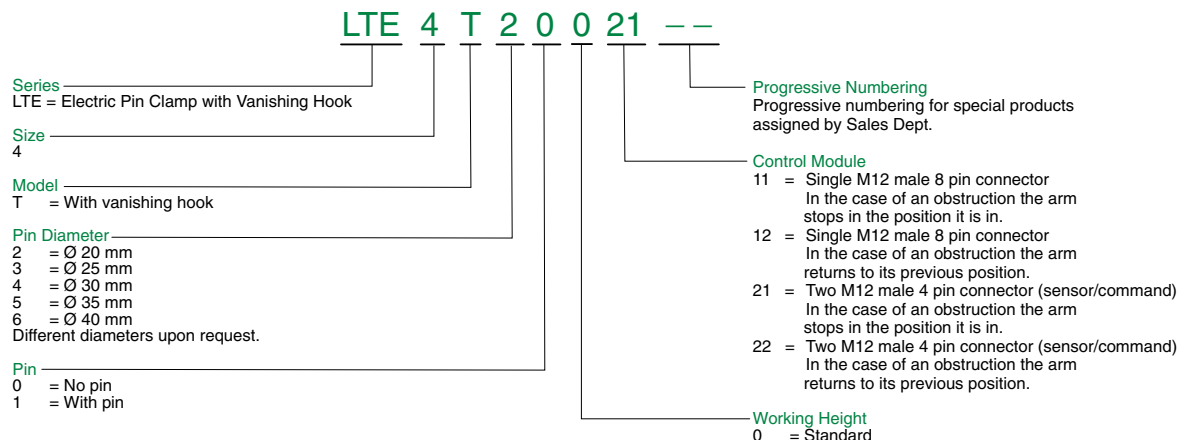 LTE 4 T 2 0 0 21 – –
Series
LTE = Electric Pin Clamp with Vanishing Hook
Size
4
Model
T = With vanishing hook
Pin Diameter
2 = Ø 20 mm
3 = Ø 25 mm
4 = Ø 30 mm
5 = Ø 35 mm
6 = Ø 40 mm
Different diameters upon request.
Pin
0 = No pin
1 = With pin
Progressive Numbering
Progressive numbering for special products
assigned by Sales Dept.
Control Module
11 = Single M12 male 8 pin connector
In the case of an obstruction the arm
stops in the position it is in.
12 = Single M12 male 8 pin connector
In the case of an obstruction the arm
returns to its previous position.
21 = Two M12 male 4 pin connector (sensor/command)
In the case of an obstruction the arm
stops in the position it is in.
22 = Two M12 male 4 pin connector (sensor/command)
In the case of an obstruction the arm
returns to its previous position.
Working Height
0 = Standard